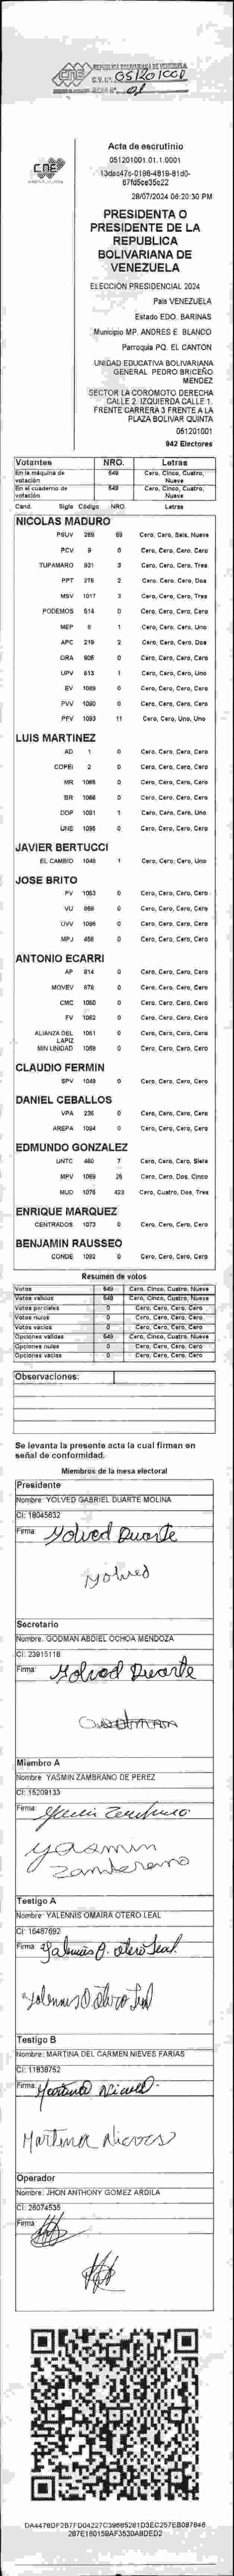 REPUBLICA BOLIVARIANA DE VENEZUELA
CNE
C.V. Nº 051201001
MESA Nº 01
CNE
Acta de escrutinio
051201001.01.1.0001
13dac47c-0196-4819-81d0-
67fd5ce35c22
28/07/2024 06:20:30 PM
PRESIDENTA O
PRESIDENTE DE LA
REPUBLICA
BOLIVARIANA DE
VENEZUELA
ELECCION PRESIDENCIAL 2024
Pais VENEZUELA
Estado EDO. BARINAS
Municipio MP. ANDRES E. BLANCO
Parroquia PQ. EL CANTON
UNIDAD EDUCATIVA BOLIVARIANA
GENERAL PEDRO BRICEÑO
MENDEZ
SECTOR LA COROMOTO DERECHA
CALLE 2. IZQUIERDA CALLE 1.
FRENTE CARRERA 3 FRENTE A LA
PLAZA BOLIVAR QUINTA
051201001
942 Electores
Votantes NRO. Letras
En la maquina de votación 549 Cero, Cinco, Cuatro, Nueve
En el cuaderno de votación 549 Cero, Cinco, Cuatro, Nueve
Cand. Sigla Código NRO. Letras
NICOLAS MADURO
PSUV 269 69 Cero, Cero, Seis, Nueve
PCV 9 0 Cero, Cero, Cero, Cero
TUPAMARO 931 3 Cero, Cero, Cero, Tres
PPT 276 2 Cero, Cero, Cero, Dos
MSV 1017 3 Cero, Cero, Cero, Tres
PODEMOS 514 0 Cero, Cero, Cero, Cero
MEP 8 1 Cero, Cero, Cero, Uno
APC 219 2 Cero, Cero, Cero, Dos
ORA 908 0 Cero, Cero, Cero, Cero
UPV 613 1 Cero, Cero, Cero, Uno
EV 1089 0 Cero, Cero, Cero, Cero
PVV 1090 0 Cero, Cero, Cero, Cero
PFV 1093 11 Cero, Cero, Uno, Uno
LUIS MARTINEZ
AD 1 0 Cero, Cero, Cero, Cero
COPEI 2 0 Cero, Cero, Cero, Cero
MR 1065 0 Cero, Cero, Cero, Cero
BR 1066 0 Cero, Cero, Cero, Cero
DDP 1091 1 Cero, Cero, Cero, Uno
UNE 1095 0 Cero, Cero, Cero, Cero
JAVIER BERTUCCI
EL CAMBIO 1048 1 Cero, Cero, Cero, Uno
JOSE BRITO
PV 1053 0 Cero, Cero, Cero, Cero
VU 868 0 Cero, Cero, Cero, Cero
UVV 1096 0 Cero, Cero, Cero, Cero
MPJ 456 0 Cero, Cero, Cero, Cero
ANTONIO ECARRI
AP 814 0 Cero, Cero, Cero, Cero
MOVEV 978 0 Cero, Cero, Cero, Cero
CMC 1050 0 Cero, Cero, Cero, Cero
FV 1062 0 Cero, Cero, Cero, Cero
ALIANZA DEL LAPIZ 1051 0 Cero, Cero, Cero, Cero
MIN UNIDAD 1059 0 Cero, Cero, Cero, Cero
CLAUDIO FERMIN
SPV 1049 0 Cero, Cero, Cero, Cero
DANIEL CEBALLOS
VPA 236 0 Cero, Cero, Cero, Cero
AREPA 1094 0 Cero, Cero, Cero, Cero
EDMUNDO GONZALEZ
UNTC 460 7 Cero, Cero, Cero, Siete
MPV 1069 25 Cero, Cero, Dos, Cinco
MUD 1076 423 Cero, Cuatro, Dos, Tres
ENRIQUE MARQUEZ
CENTRADOS 1073 0 Cero, Cero, Cero, Cero
BENJAMIN RAUSSEO
CONDE 1092 0 Cero, Cero, Cero, Cero
Resumen de votos
Votos 549 Cero, Cinco, Cuatro, Nueve
Votos válidos 549 Cero, Cinco, Cuatro, Nueve
Votos parciales 0 Cero, Cero, Cero, Cero
Votos nulos 0 Cero, Cero, Cero, Cero
Votos vacios 0 Cero, Cero, Cero, Cero
Opciones válidas 549 Cero, Cinco, Cuatro, Nueve
Opciones nulas 0 Cero, Cero, Cero, Cero
Opciones vacias 0 Cero, Cero, Cero, Cero
Observaciones:
Se levanta la presente acta la cual firman en
señal de conformidad.
Miembros de la mesa electoral
Presidente
Nombre: YOLVED GABRIEL DUARTE MOLINA
CI: 18045632
Firma: Yolved Duarte
Yolved
Secretario
Nombre: GODMAN ABDIEL OCHOA MENDOZA
CI: 23915118
Firma: Yolved Duarte
Miembro A
Nombre: YASMIN ZAMBRANO DE PEREZ
CI: 15209133
Firma: Yasmin Zambrano
yasmin
zambrano
Testigo A
Nombre: YALENNIS OMAIRA OTERO LEAL
CI: 16487692
Firma: Yalennis O. otero Leal.
Yalennis O. otero Leal
Testigo B
Nombre: MARTINA DEL CARMEN NIEVES FARIAS
CI: 11838752
Firma: Martina Nieves.
Martina Nieves
Operador
Nombre: JHON ANTHONY GOMEZ ARDILA
CI: 26074535
Firma:
DA4476DF2B7FD04227C39685281D3EC257EB087846
267E18015BAF3530A8DED2